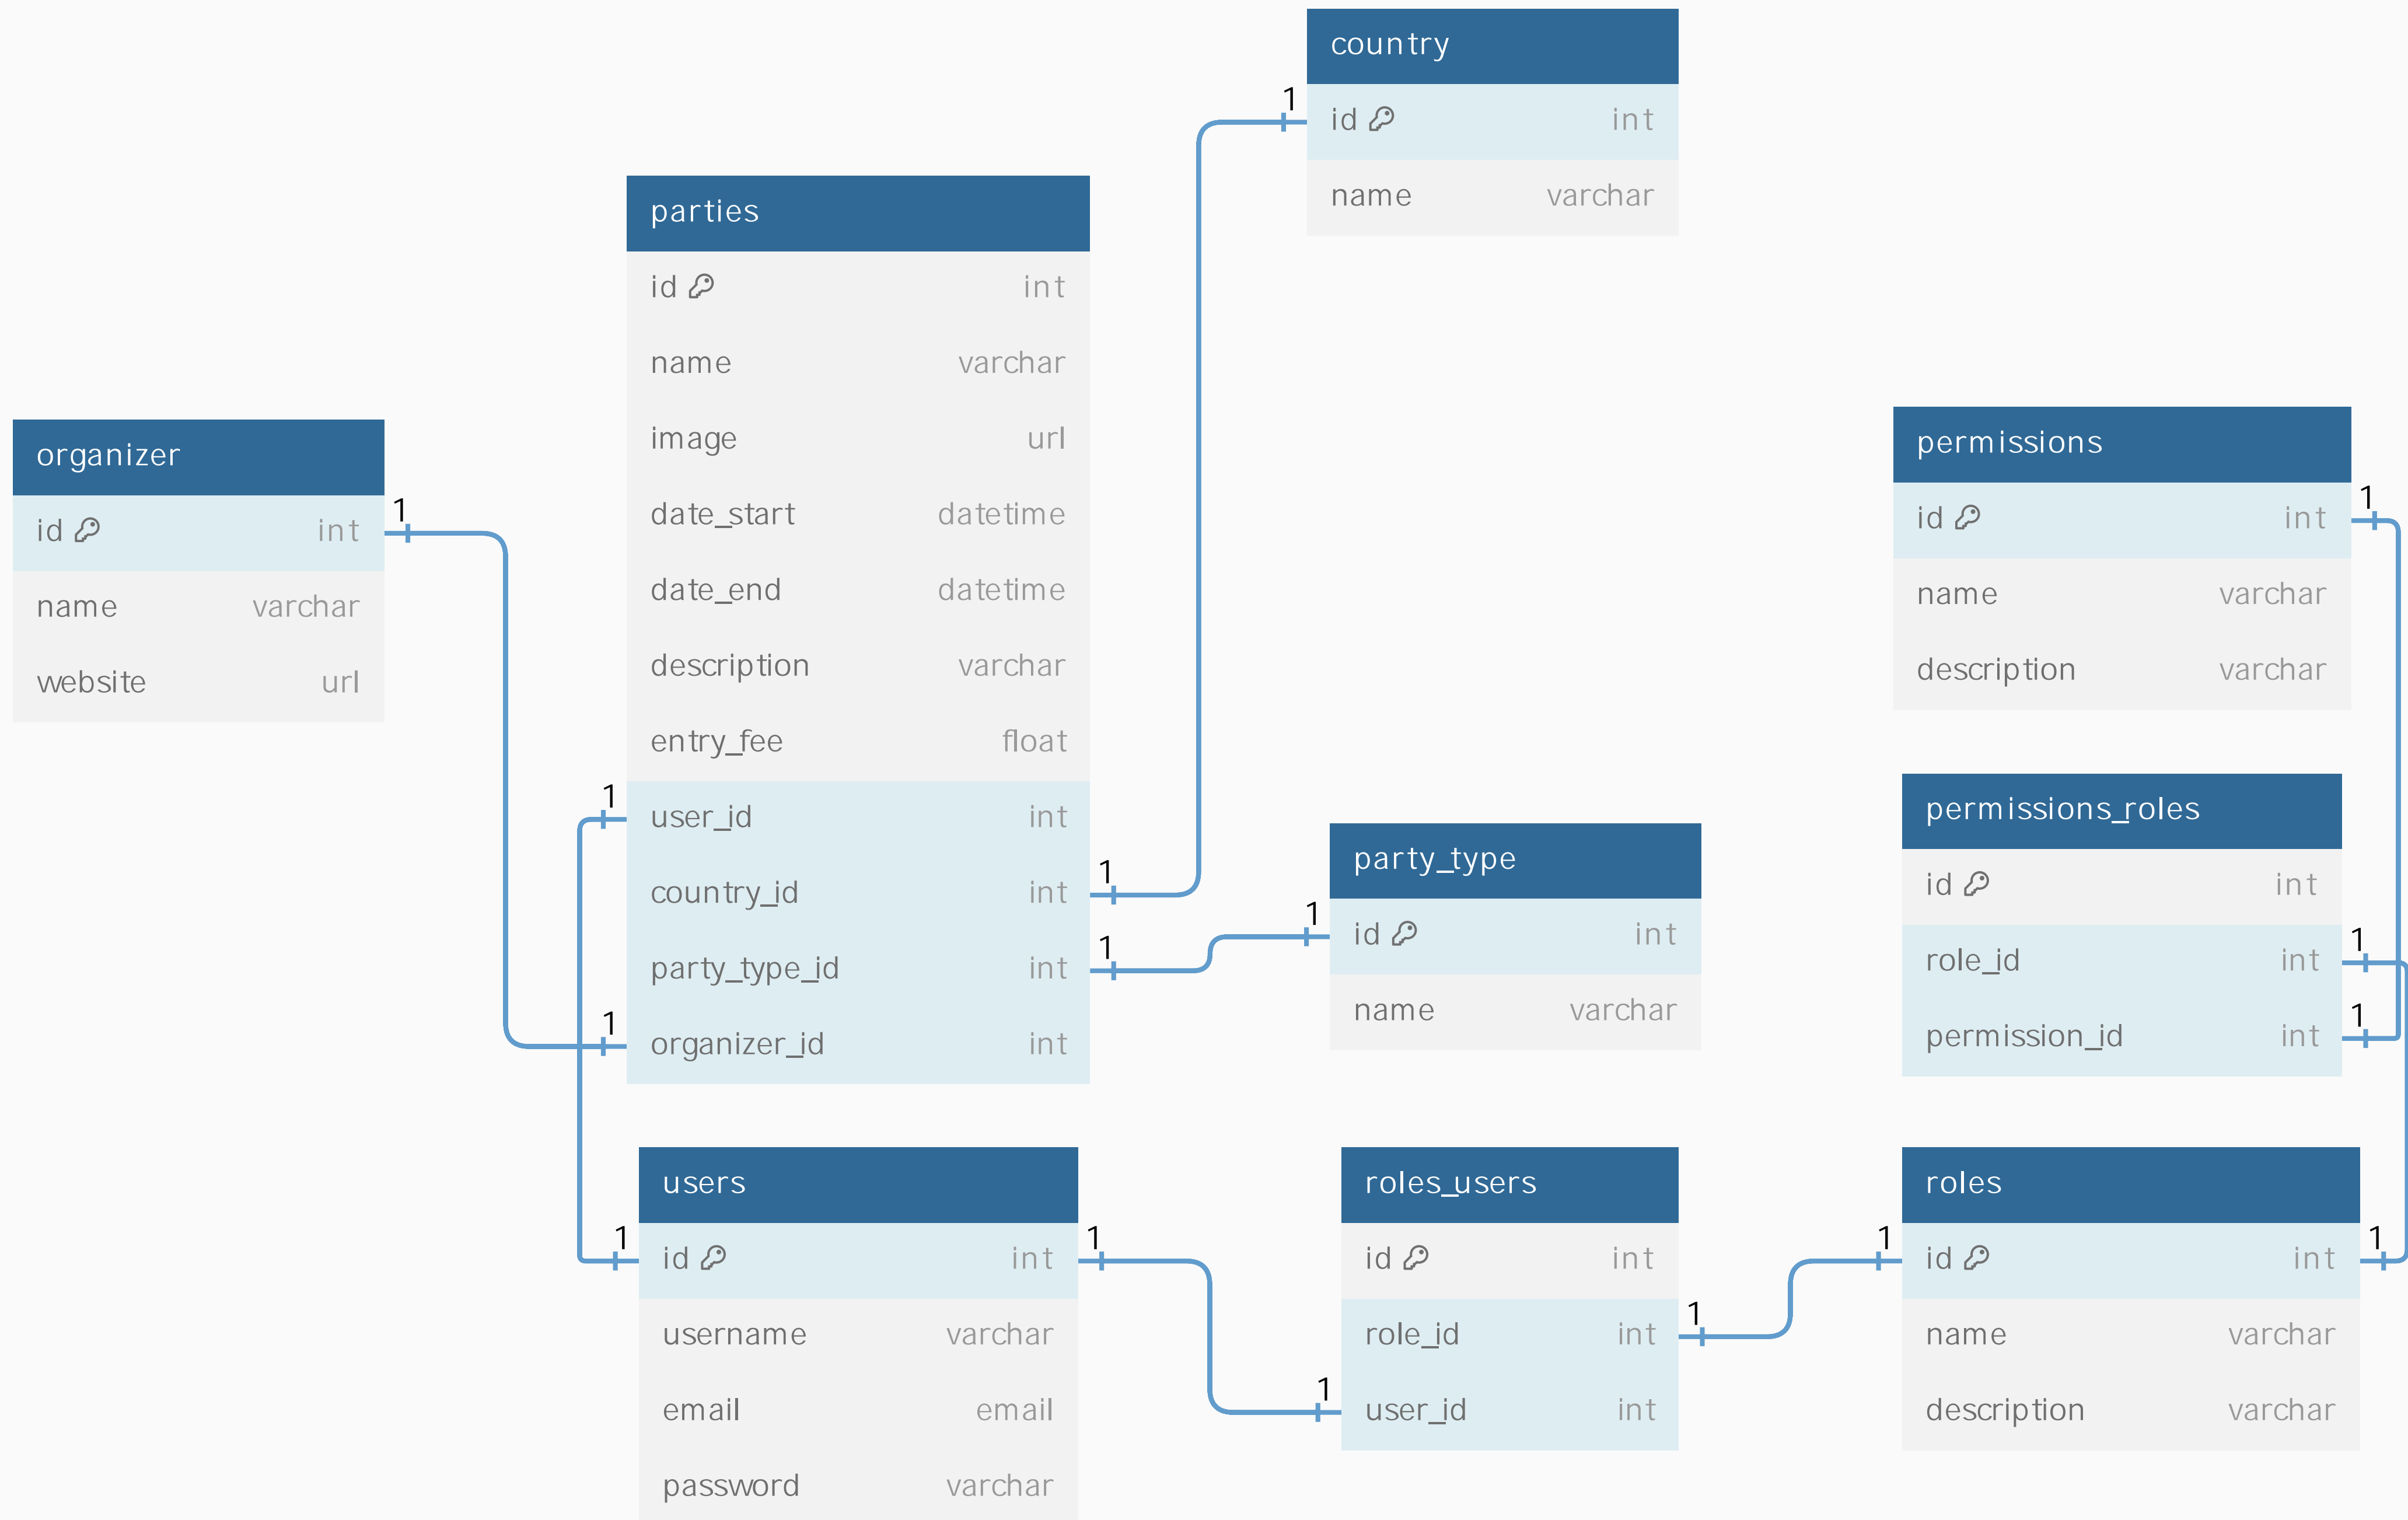 country
1
id int
name varchar
parties
id int
name varchar
image url
date_start datetime
date_end datetime
description varchar
entry_fee float
1
user_id int
country_id int
1
party_type_id int
1
1
organizer_id int
organizer
1
id int
name varchar
website url
permissions
1
id int
name varchar
description varchar
permissions_roles
id int
role_id int
1
permission_id int
1
party_type
1
id int
name varchar
users
1
id int
1
username varchar
email email
password varchar
roles_users
id int
role_id int
1
1
user_id int
roles
1
id int
1
name varchar
description varchar